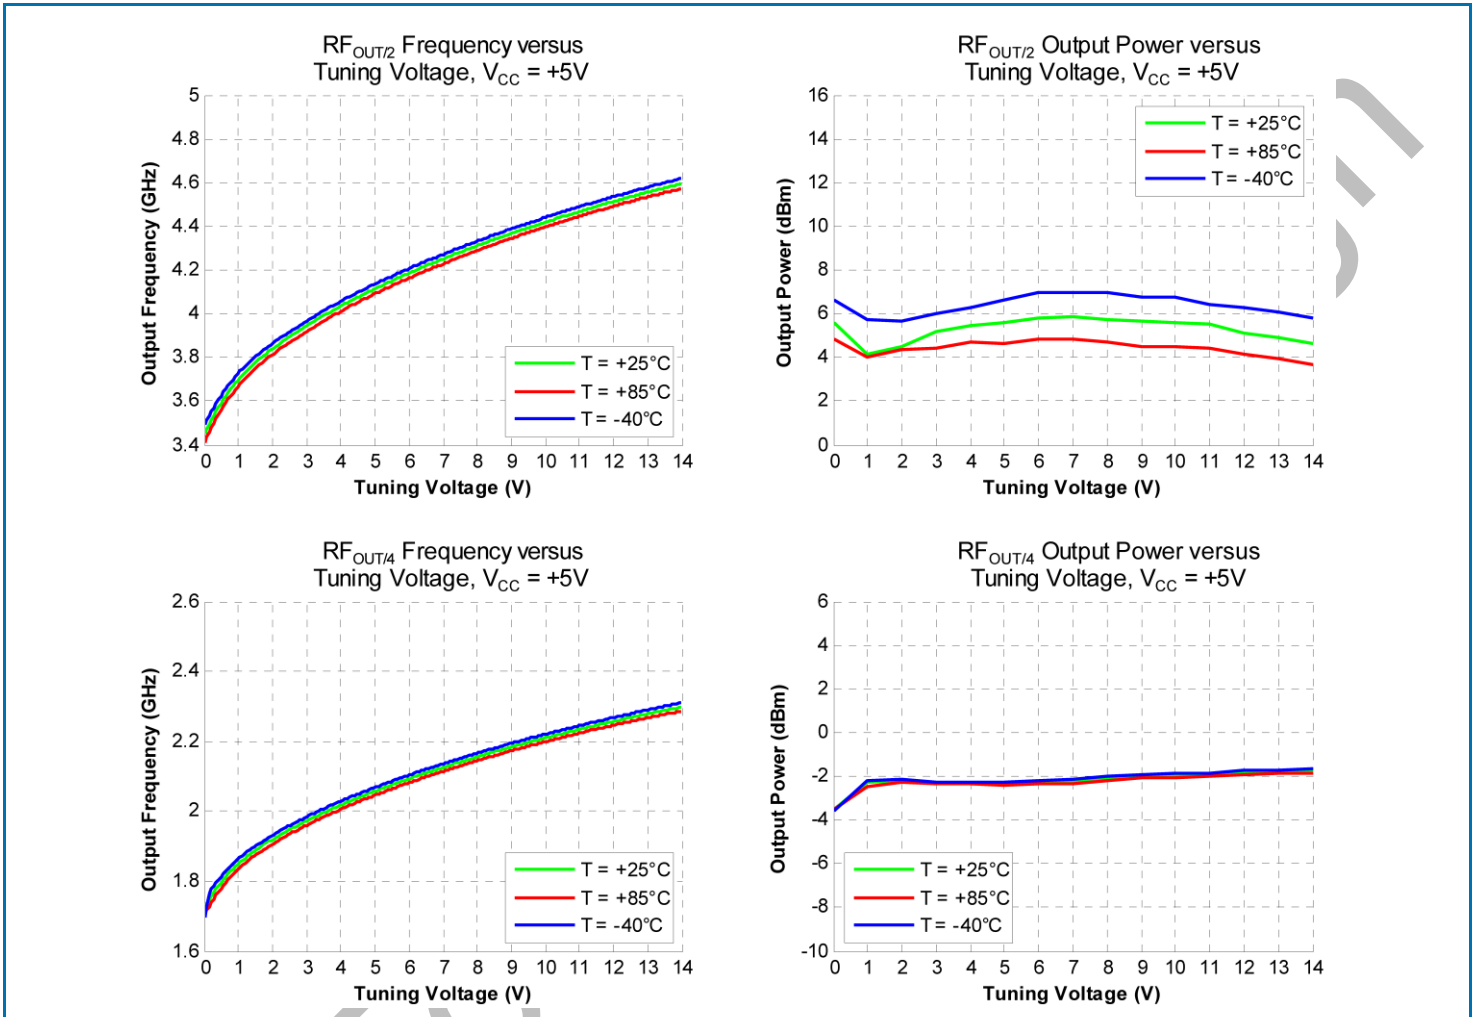 RFOUT/2 Frequency versus
Tuning Voltage, VCC = +5V
5
4.8
4.6
4.4
4.2
4
3.8
3.6
3.4
Output Frequency (GHz)
T = +25°C
T = +85°C
T = -40°C
0 1 2 3 4 5 6 7 8 9 10 11 12 13 14
Tuning Voltage (V)
RFOUT/2 Output Power versus
Tuning Voltage, VCC = +5V
16
14
12
10
8
6
4
2
0
Output Power (dBm)
T = +25°C
T = +85°C
T = -40°C
0 1 2 3 4 5 6 7 8 9 10 11 12 13 14
Tuning Voltage (V)
RFOUT/4 Frequency versus
Tuning Voltage, VCC = +5V
2.6
2.4
2.2
2
1.8
1.6
Output Frequency (GHz)
T = +25°C
T = +85°C
T = -40°C
0 1 2 3 4 5 6 7 8 9 10 11 12 13 14
Tuning Voltage (V)
RFOUT/4 Output Power versus
Tuning Voltage, VCC = +5V
6
4
2
0
-2
-4
-6
-8
-10
Output Power (dBm)
T = +25°C
T = +85°C
T = -40°C
0 1 2 3 4 5 6 7 8 9 10 11 12 13 14
Tuning Voltage (V)